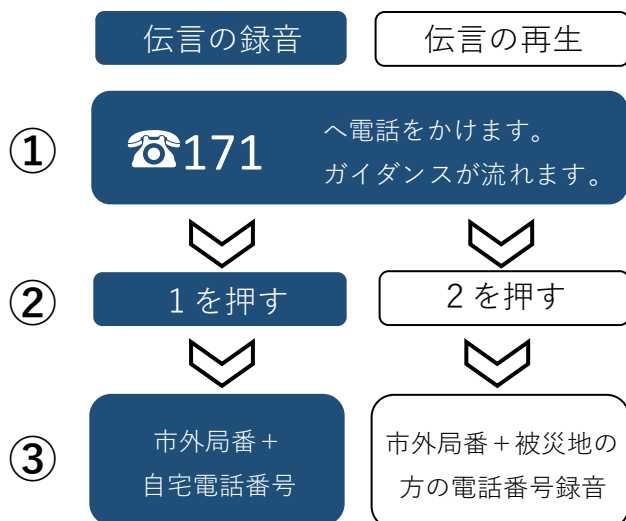 伝言の録音
伝言の再生
①
☎171
へ電話をかけます。
ガイダンスが流れます。
②
1を押す
2を押す
③
市外局番＋
自宅電話番号
市外局番＋被災地の
方の電話番号録音